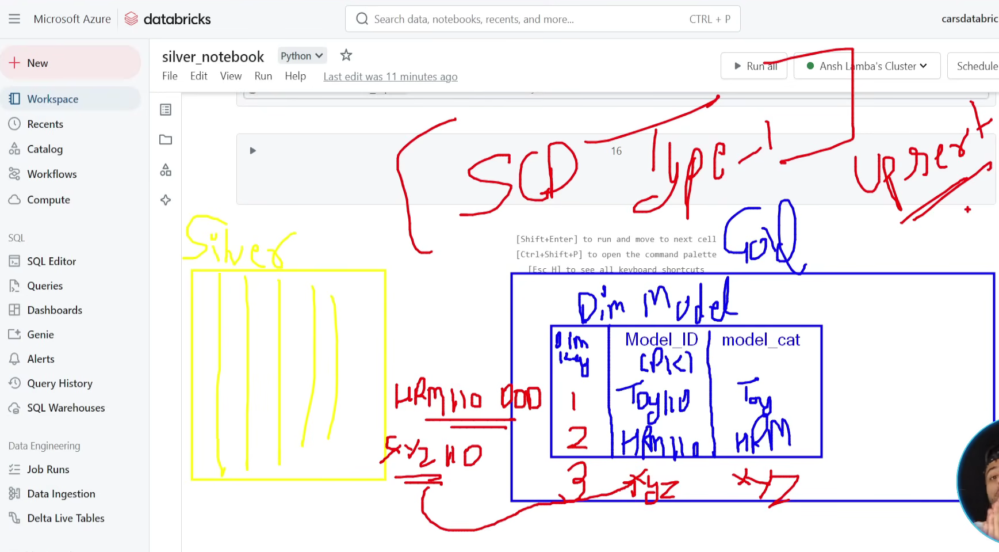 Microsoft Azure databricks Search data, notebooks, recents, and more... CTRL + P carsdatabric
New
Workspace
Recents
Catalog
Workflows
Compute
SQL
SQL Editor
Queries
Dashboards
Genie
Alerts
Query History
SQL Warehouses
Data Engineering
Job Runs
Data Ingestion
Delta Live Tables
silver_notebook Python
File Edit View Run Help Last edit was 11 minutes ago
Run all Ansh Lamba's Cluster Schedule
16
SCD Type-1 upsert
[Shift+Enter] to run and move to next cell
[Ctrl+Shift+P] to open the command palette
[Esc H] to see all keyboard shortcuts
Silver
Gold
Dim Model
Dim Key Model_ID (PK) model_cat
1 Toy110 Toy
2 HRM110 HRM
3 xyz xyz
HRM110 DDD
xyz 110